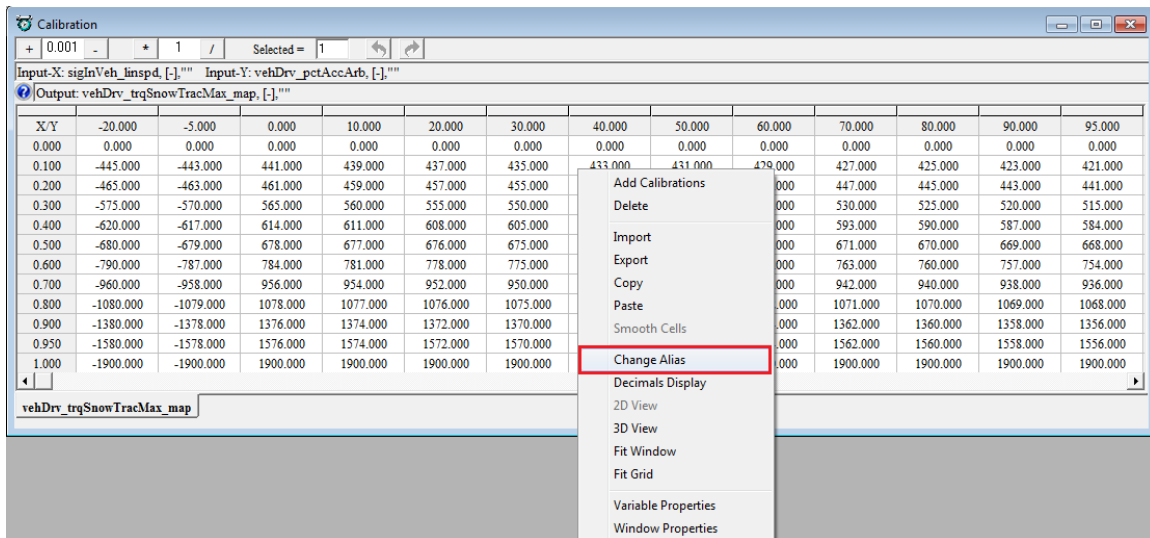 Calibration
+ 0.001 - * 1 / Selected = 1
Input-X: sigInVeh_linspd, [-],"" Input-Y: vehDrv_pctAccArb, [-],""
Output: vehDrv_trqSnowTracMax_map, [-],""
X/Y -20.000 -5.000 0.000 10.000 20.000 30.000 40.000 50.000 60.000 70.000 80.000 90.000 95.000
0.000 0.000 0.000 0.000 0.000 0.000 0.000 0.000 0.000 0.000 0.000 0.000 0.000 0.000
0.100 -445.000 -443.000 441.000 439.000 437.000 435.000 433.000 431.000 429.000 427.000 425.000 423.000 421.000
0.200 -465.000 -463.000 461.000 459.000 457.000 455.000 Add Calibrations 000 447.000 445.000 443.000 441.000
0.300 -575.000 -570.000 565.000 560.000 555.000 550.000 Delete 000 530.000 525.000 520.000 515.000
0.400 -620.000 -617.000 614.000 611.000 608.000 605.000 000 593.000 590.000 587.000 584.000
0.500 -680.000 -679.000 678.000 677.000 676.000 675.000 Import 000 671.000 670.000 669.000 668.000
0.600 -790.000 -787.000 784.000 781.000 778.000 775.000 Export 000 763.000 760.000 757.000 754.000
0.700 -960.000 -958.000 956.000 954.000 952.000 950.000 Copy 000 942.000 940.000 938.000 936.000
0.800 -1080.000 -1079.000 1078.000 1077.000 1076.000 1075.000 Paste .000 1071.000 1070.000 1069.000 1068.000
0.900 -1380.000 -1378.000 1376.000 1374.000 1372.000 1370.000 Smooth Cells .000 1362.000 1360.000 1358.000 1356.000
0.950 -1580.000 -1578.000 1576.000 1574.000 1572.000 1570.000 .000 1562.000 1560.000 1558.000 1556.000
1.000 -1900.000 -1900.000 1900.000 1900.000 1900.000 1900.000 Change Alias .000 1900.000 1900.000 1900.000 1900.000
Decimals Display
vehDrv_trqSnowTracMax_map 2D View
3D View
Fit Window
Fit Grid
Variable Properties
Window Properties